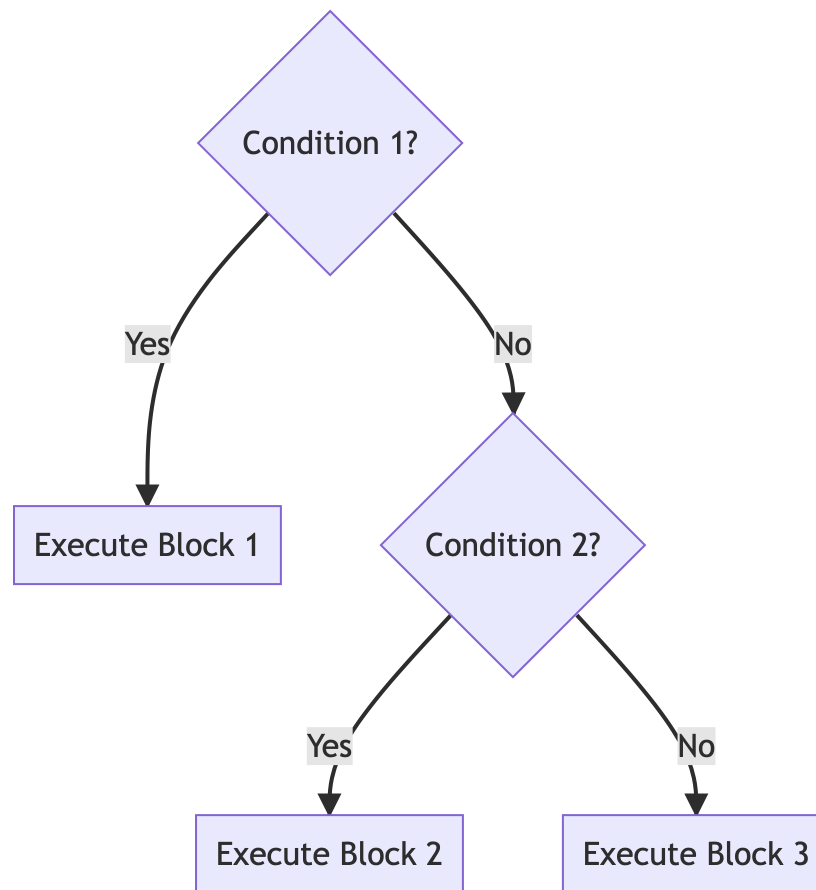 Condition 1?
Yes
No
Execute Block 1
Condition 2?
Yes
No
Execute Block 2
Execute Block 3